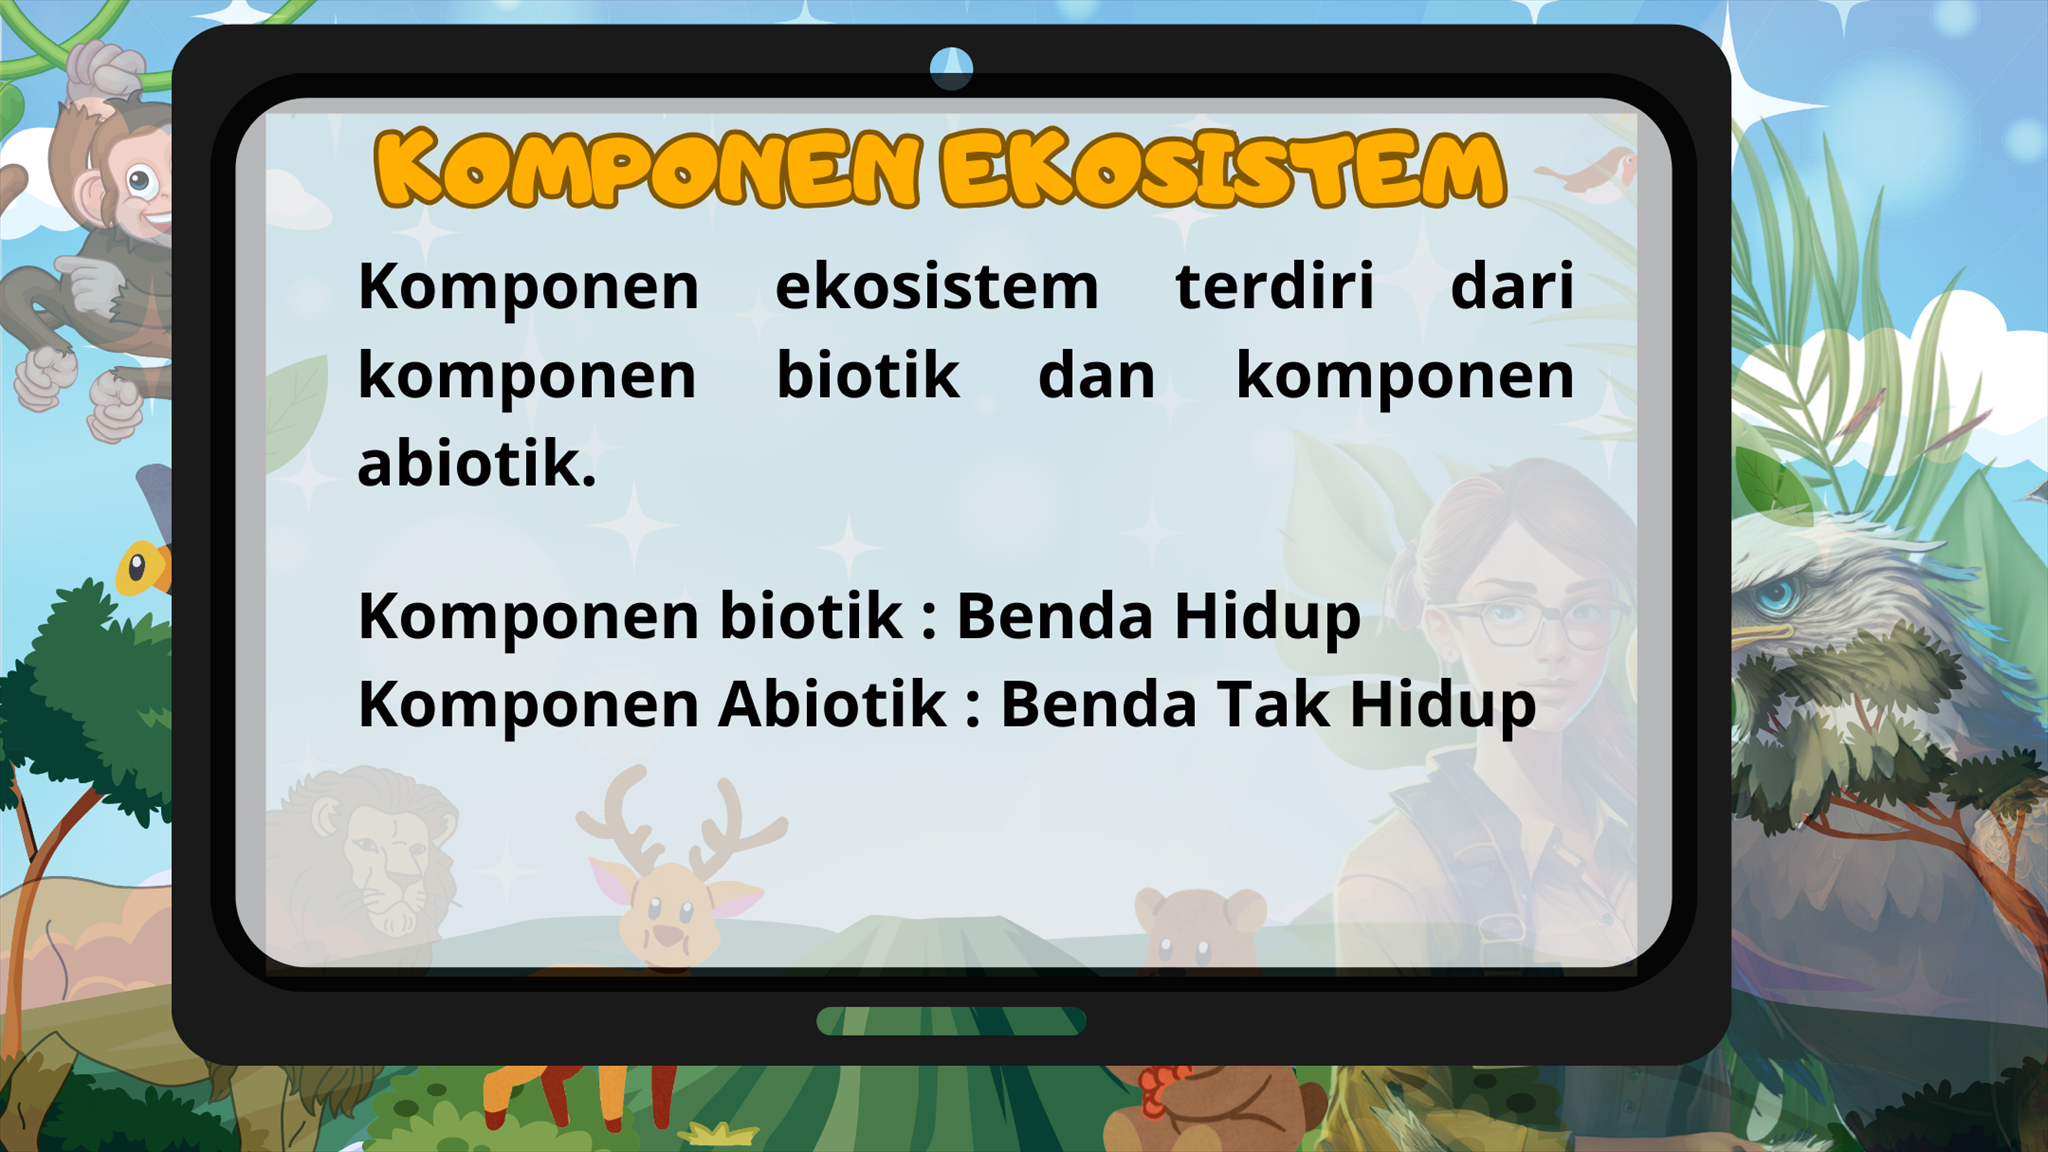 KOMPONEN EKOSISTEM
Komponen ekosistem terdiri dari
komponen biotik dan komponen
abiotik.
Komponen biotik : Benda Hidup
Komponen Abiotik : Benda Tak Hidup